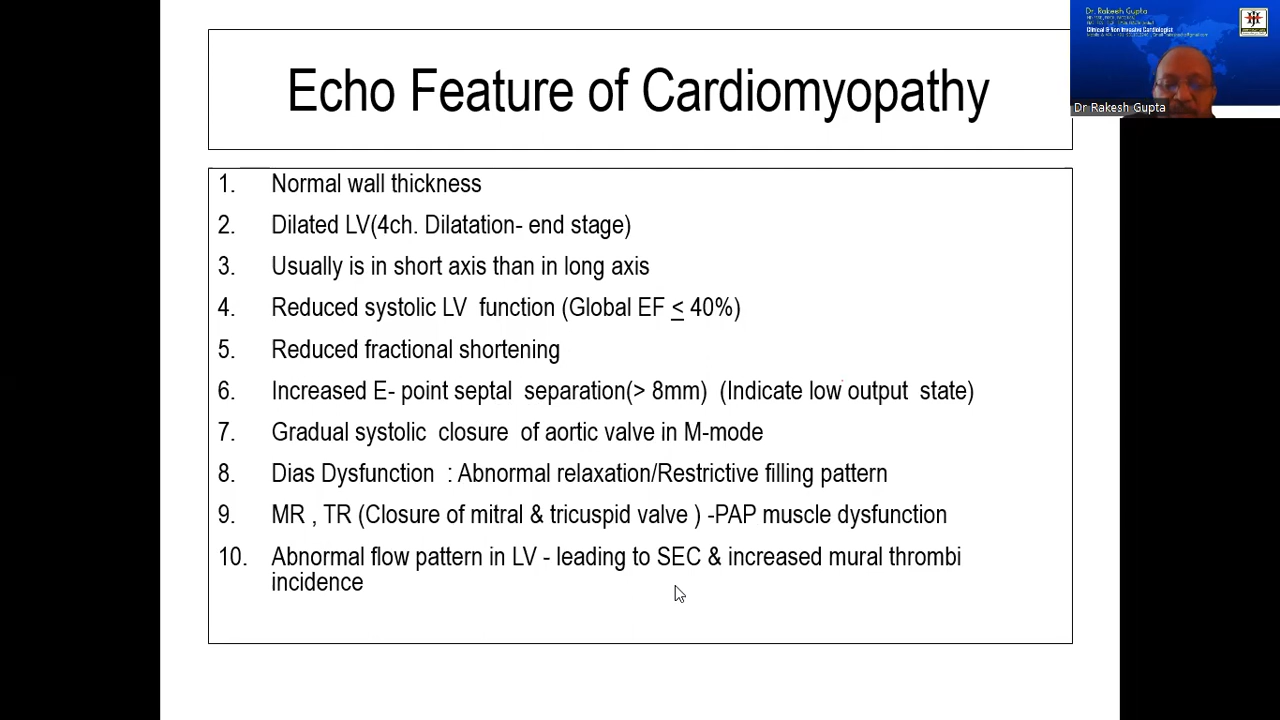 Echo Feature of Cardiomyopathy
1. Normal wall thickness
2. Dilated LV(4ch. Dilatation- end stage)
3. Usually is in short axis than in long axis
4. Reduced systolic LV function (Global EF < 40%)
5. Reduced fractional shortening
6. Increased E- point septal separation(> 8mm) (Indicate low output state)
7. Gradual systolic closure of aortic valve in M-mode
8. Dias Dysfunction : Abnormal relaxation/Restrictive filling pattern
9. MR , TR (Closure of mitral & tricuspid valve ) -PAP muscle dysfunction
10. Abnormal flow pattern in LV - leading to SEC & increased mural thrombi
incidence
Dr. Rakesh Gupta
Clinical & Non Invasive Cardiologist
Dr Rakesh Gupta